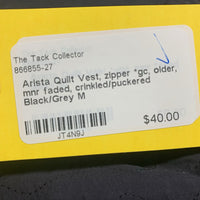 The Tack Collector
866855-27
Arista Quilt Vest, zipper *gc, older,
mnr faded, crinkled/puckered
Black/Grey M
$40.00
JT4N9J